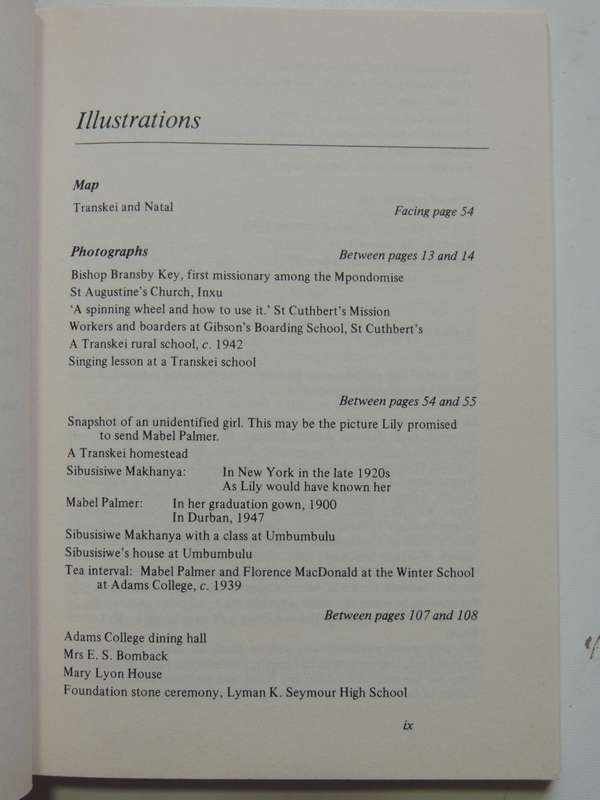 Illustrations
Map
Transkei and Natal Facing page 54
Photographs Between pages 13 and 14
Bishop Bransby Key, first missionary among the Mpondomise
St Augustine's Church, Inxu
'A spinning wheel and how to use it.' St Cuthbert's Mission
Workers and boarders at Gibson's Boarding School, St Cuthbert's
A Transkei rural school, c. 1942
Singing lesson at a Transkei school
Between pages 54 and 55
Snapshot of an unidentified girl. This may be the picture Lily promised
to send Mabel Palmer.
A Transkei homestead
Sibusisiwe Makhanya: In New York in the late 1920s
As Lily would have known her
Mabel Palmer: In her graduation gown, 1900
In Durban, 1947
Sibusisiwe Makhanya with a class at Umbumbulu
Sibusisiwe's house at Umbumbulu
Tea interval: Mabel Palmer and Florence MacDonald at the Winter School
at Adams College, c. 1939
Between pages 107 and 108
Adams College dining hall
Mrs E. S. Bomback
Mary Lyon House
Foundation stone ceremony, Lyman K. Seymour High School
ix